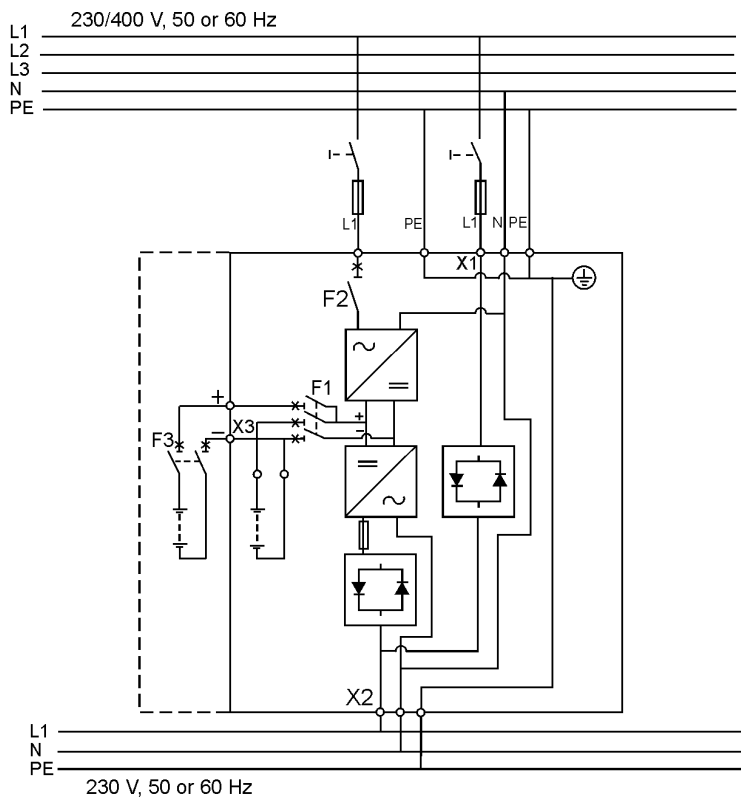 230/400 V, 50 or 60 Hz
L1
L2
L3
N
PE
L1
PE
L1
N
PE
X1
F2
F1
+
X3
+
F3
−
−
X2
L1
N
PE
230 V, 50 or 60 Hz